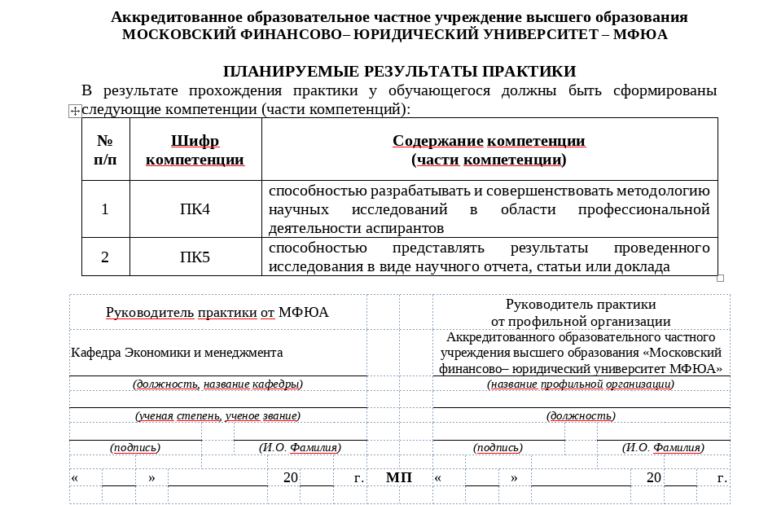 Аккредитованное образовательное частное учреждение высшего образования
МОСКОВСКИЙ ФИНАНСОВО– ЮРИДИЧЕСКИЙ УНИВЕРСИТЕТ – МФЮА
ПЛАНИРУЕМЫЕ РЕЗУЛЬТАТЫ ПРАКТИКИ
В результате прохождения практики у обучающегося должны быть сформированы
следующие компетенции (части компетенций):
№
п/п
Шифр
компетенции
Содержание компетенции
(части компетенции)
1
ПК4
способностью разрабатывать и совершенствовать методологию
научных исследований в области профессиональной
деятельности аспирантов
2
ПК5
способностью представлять результаты проведенного
исследования в виде научного отчета, статьи или доклада
Руководитель практики от МФЮА
Руководитель практики
от профильной организации
Кафедра Экономики и менеджмента
Аккредитованного образовательного частного
учреждения высшего образования «Московский
финансово– юридический университет МФЮА»
(должность, название кафедры)
(название профильной организации)
(ученая степень, ученое звание)
(должность)
(подпись) (И.О. Фамилия)
(подпись) (И.О. Фамилия)
« » 20 г. МП « » 20 г.